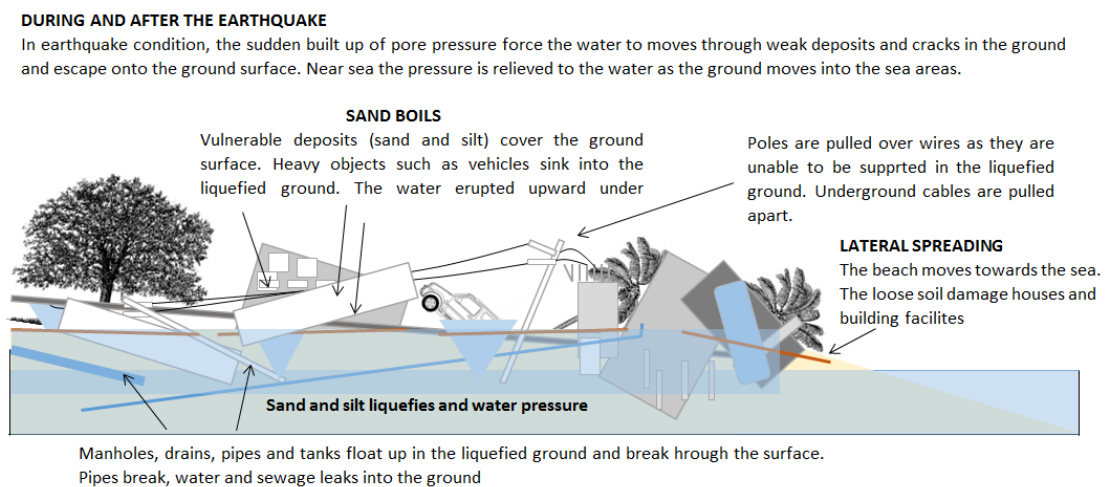 DURING AND AFTER THE EARTHQUAKE
In earthquake condition, the sudden built up of pore pressure force the water to moves through weak deposits and cracks in the ground
and escape onto the ground surface. Near sea the pressure is relieved to the water as the ground moves into the sea areas.
SAND BOILS
Vulnerable deposits (sand and silt) cover the ground
surface. Heavy objects such as vehicles sink into the
liquefied ground. The water erupted upward under
Poles are pulled over wires as they are
unable to be supprted in the liquefied
ground. Underground cables are pulled
apart.
LATERAL SPREADING
The beach moves towards the sea.
The loose soil damage houses and
building facilites
Sand and silt liquefies and water pressure
Manholes, drains, pipes and tanks float up in the liquefied ground and break hrough the surface.
Pipes break, water and sewage leaks into the ground